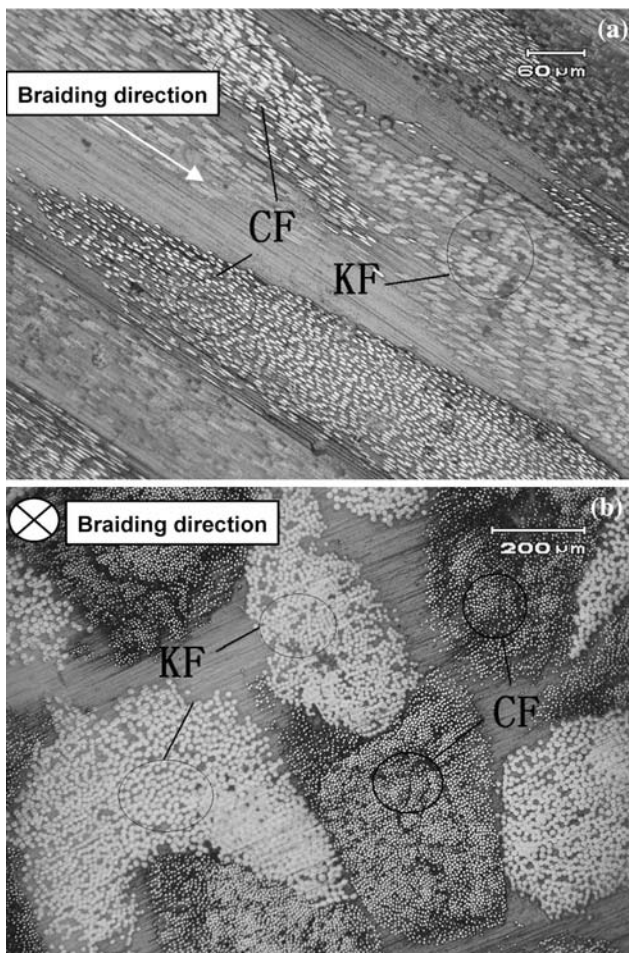 (a)
60 μm
Braiding direction
CF
KF
(b)
Braiding direction
200 μm
KF
CF